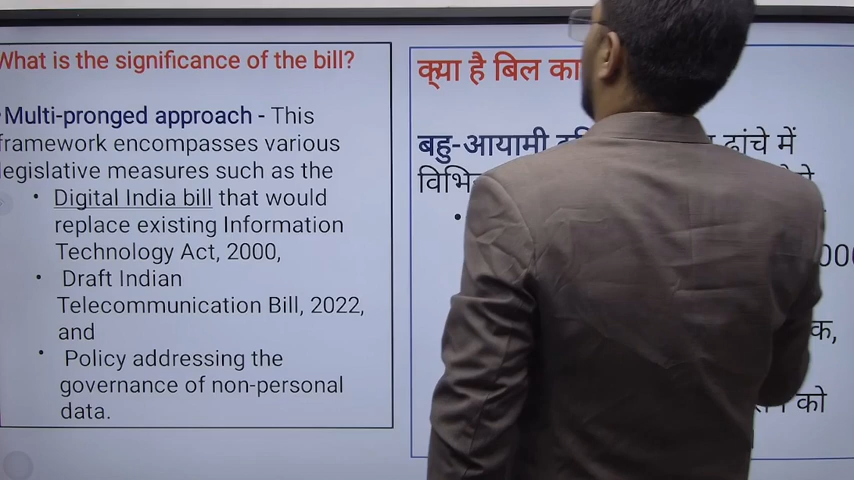 What is the significance of the bill?
Multi-pronged approach - This
framework encompasses various
legislative measures such as the
• Digital India bill that would
replace existing Information
Technology Act, 2000,
• Draft Indian
Telecommunication Bill, 2022,
and
• Policy addressing the
governance of non-personal
data.
क्या है बिल का
बहु-आयामी
ढांचे में
को